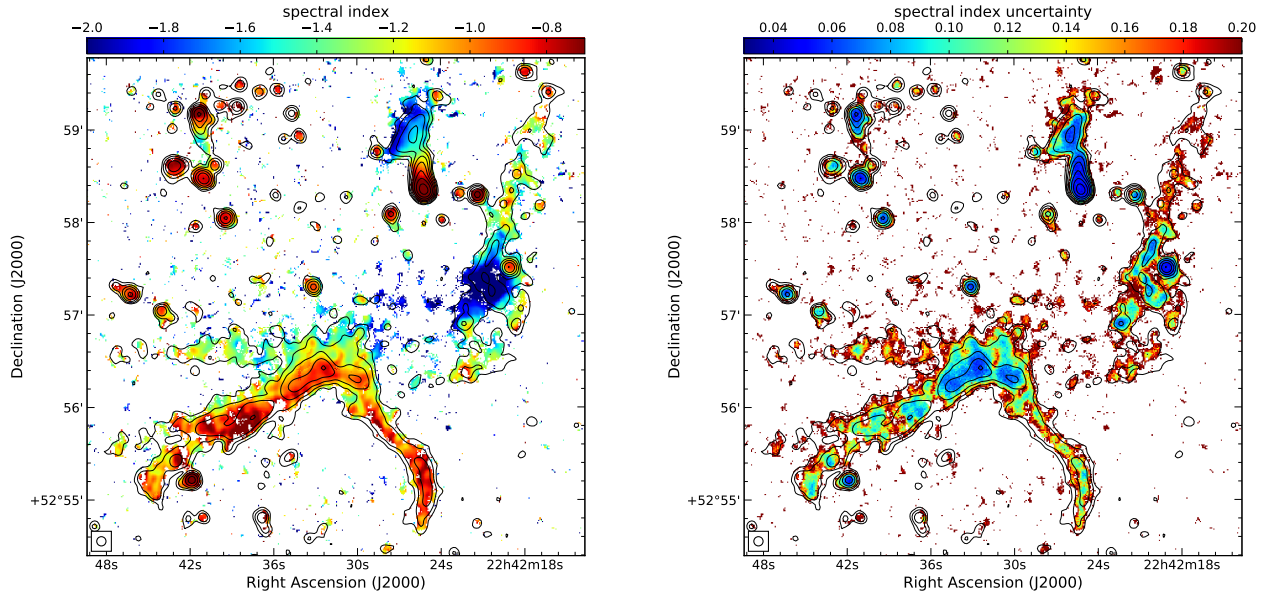 spectral index
−2.0 −1.8 −1.6 −1.4 −1.2 −1.0 −0.8
59'
58'
57'
56'
+52°55'
Declination (J2000)
48s 42s 36s 30s 24s 22h42m18s
Right Ascension (J2000)
spectral index uncertainty
0.04 0.06 0.08 0.10 0.12 0.14 0.16 0.18 0.20
59'
58'
57'
56'
+52°55'
Declination (J2000)
48s 42s 36s 30s 24s 22h42m18s
Right Ascension (J2000)